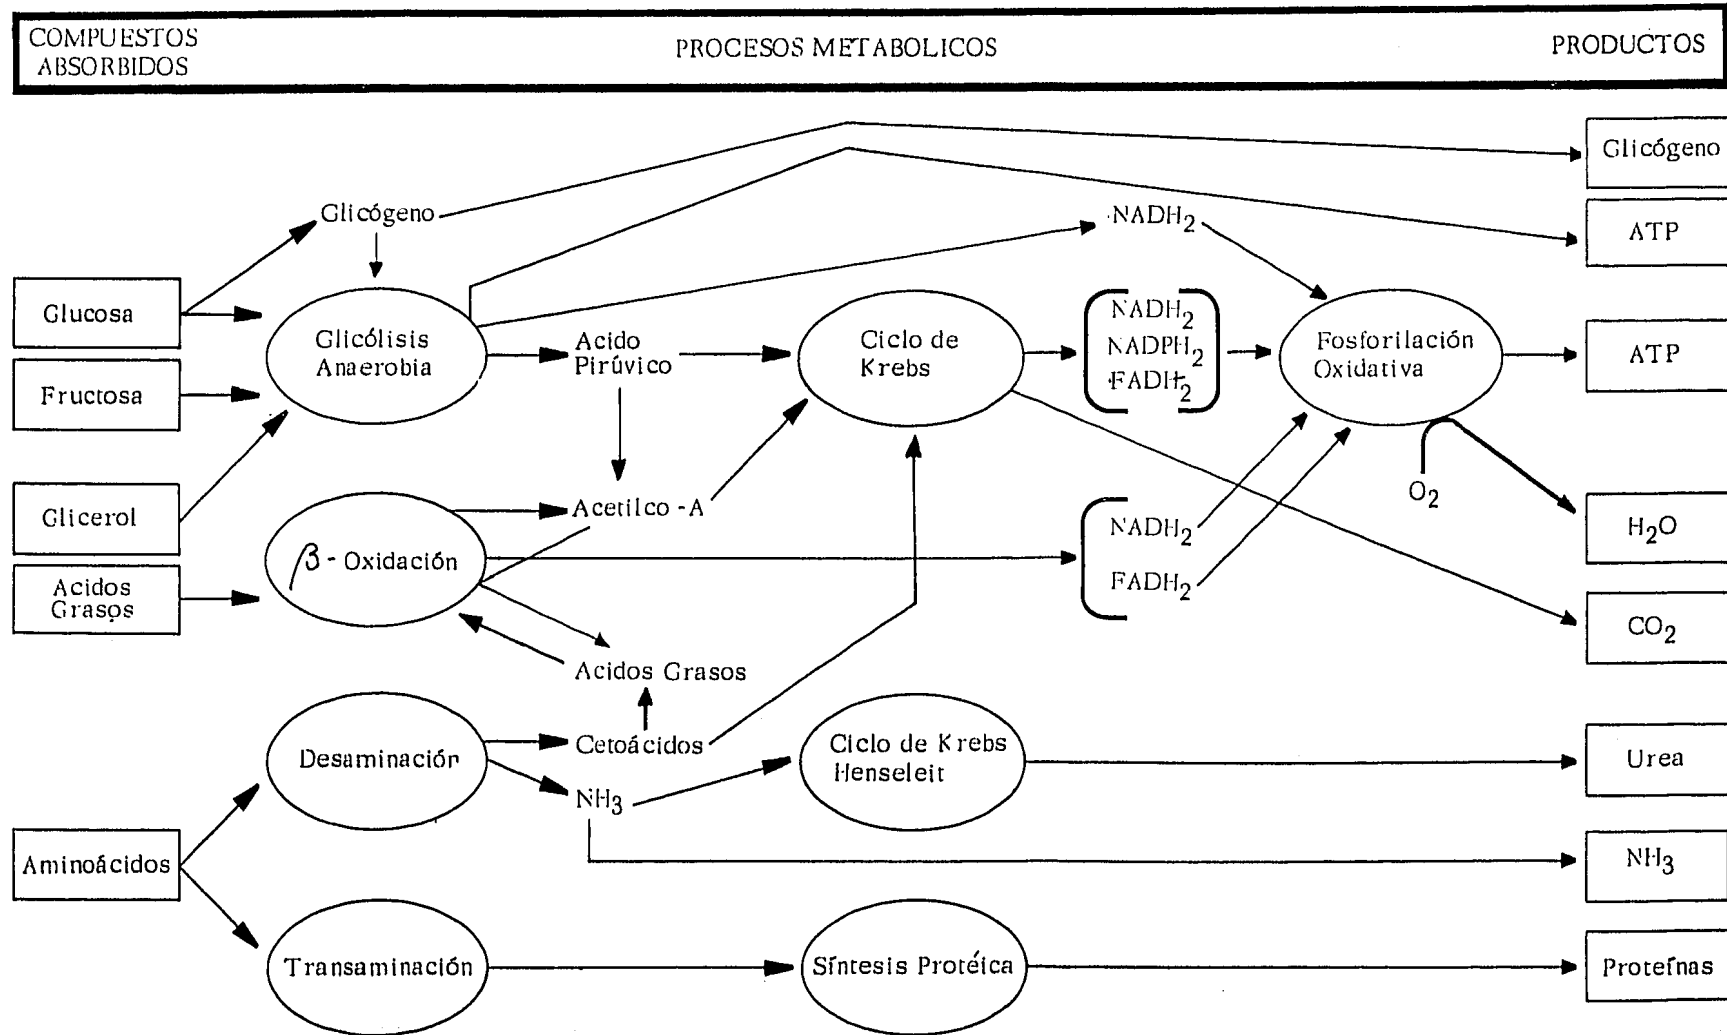 COMPUESTOS
ABSORBIDOS
PROCESOS METABOLICOS
PRODUCTOS
Glicógeno
Glicógeno
NADH2
ATP
Glucosa
Glicólisis
Anaerobia
Acido
Pirúvico
Ciclo de
Krebs
NADH2
NADPH2
FADH2
Fosforilación
Oxidativa
ATP
Fructosa
Glicerol
Acetilco -A
O2
NADH2
H2O
β - Oxidación
FADH2
Acidos
Grasos
CO2
Acidos Grasos
Desaminación
Cetoácidos
Ciclo de Krebs
Henseleit
Urea
NH3
Aminoácidos
NH3
Transaminación
Síntesis Protéica
Proteínas